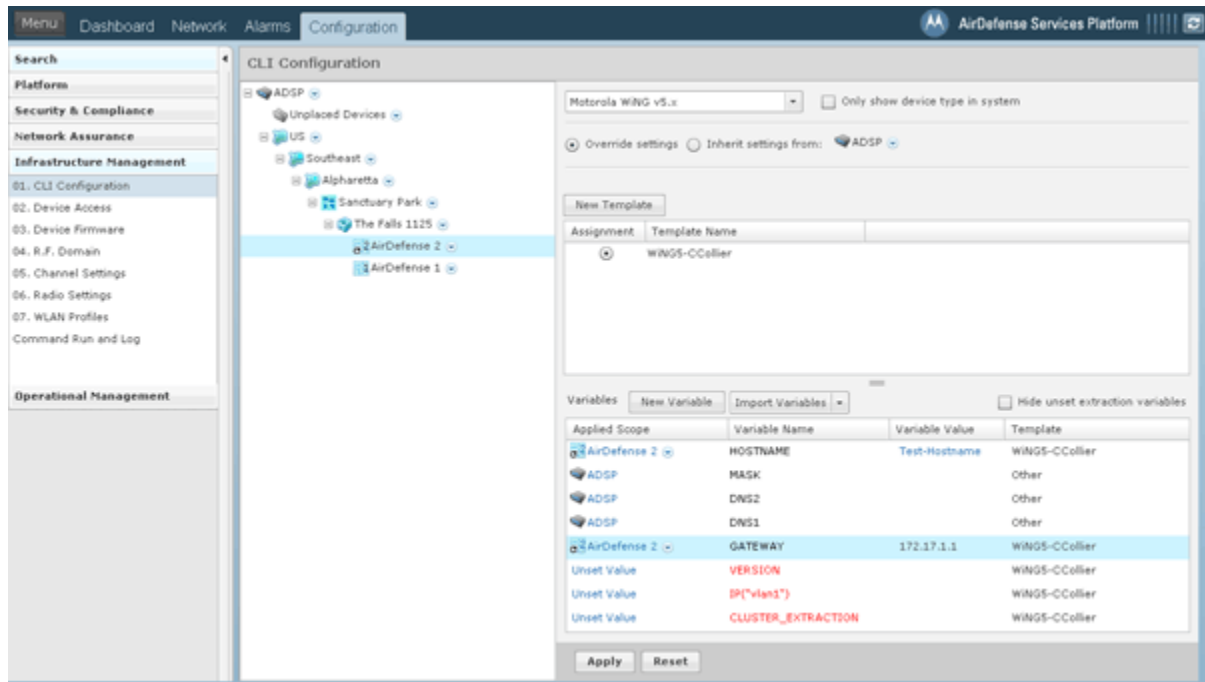 Menu Dashboard Network Alarms Configuration AirDefense Services Platform
Search
Platform
Security & Compliance
Network Assurance
Infrastructure Management
01. CLI Configuration
02. Device Access
03. Device Firmware
04. R.F. Domain
05. Channel Settings
06. Radio Settings
07. WLAN Profiles
Command Run and Log
Operational Management
CLI Configuration
ADSP
Unplaced Devices
US
Southeast
Alpharetta
Sanctuary Park
The Falls 1125
AirDefense 2
AirDefense 1
Motorola WiNG v5.x Only show device type in system
Override settings Inherit settings from: ADSP
New Template
Assignment Template Name
WiNG5-CCollier
Variables New Variable Import Variables Hide unset extraction variables
Applied Scope Variable Name Variable Value Template
AirDefense 2 HOSTNAME Test-Hostname WiNG5-CCollier
ADSP MASK Other
ADSP DNS2 Other
ADSP DNS1 Other
AirDefense 2 GATEWAY 172.17.1.1 WiNG5-CCollier
Unset Value VERSION WiNG5-CCollier
Unset Value IP{"vlan1"} WiNG5-CCollier
Unset Value CLUSTER_EXTRACTION WiNG5-CCollier
Apply Reset